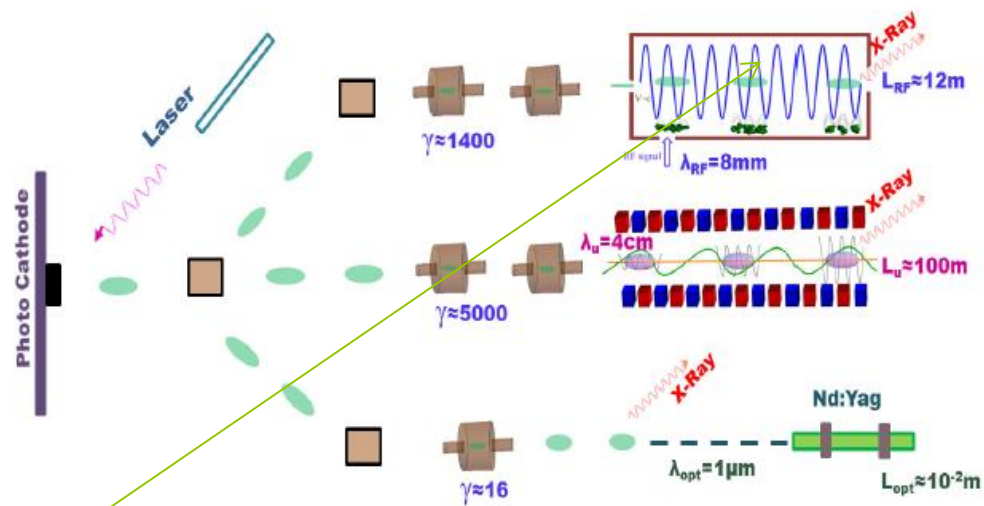 Laser
Photo Cathode
γ≈1400
X-Ray
L_RF≈12m
RF signal
λ_RF=8mm
γ≈5000
λ_u=4cm
X-Ray
L_u≈100m
γ≈16
X-Ray
Nd:Yag
λ_opt=1μm
L_opt≈10⁻²m